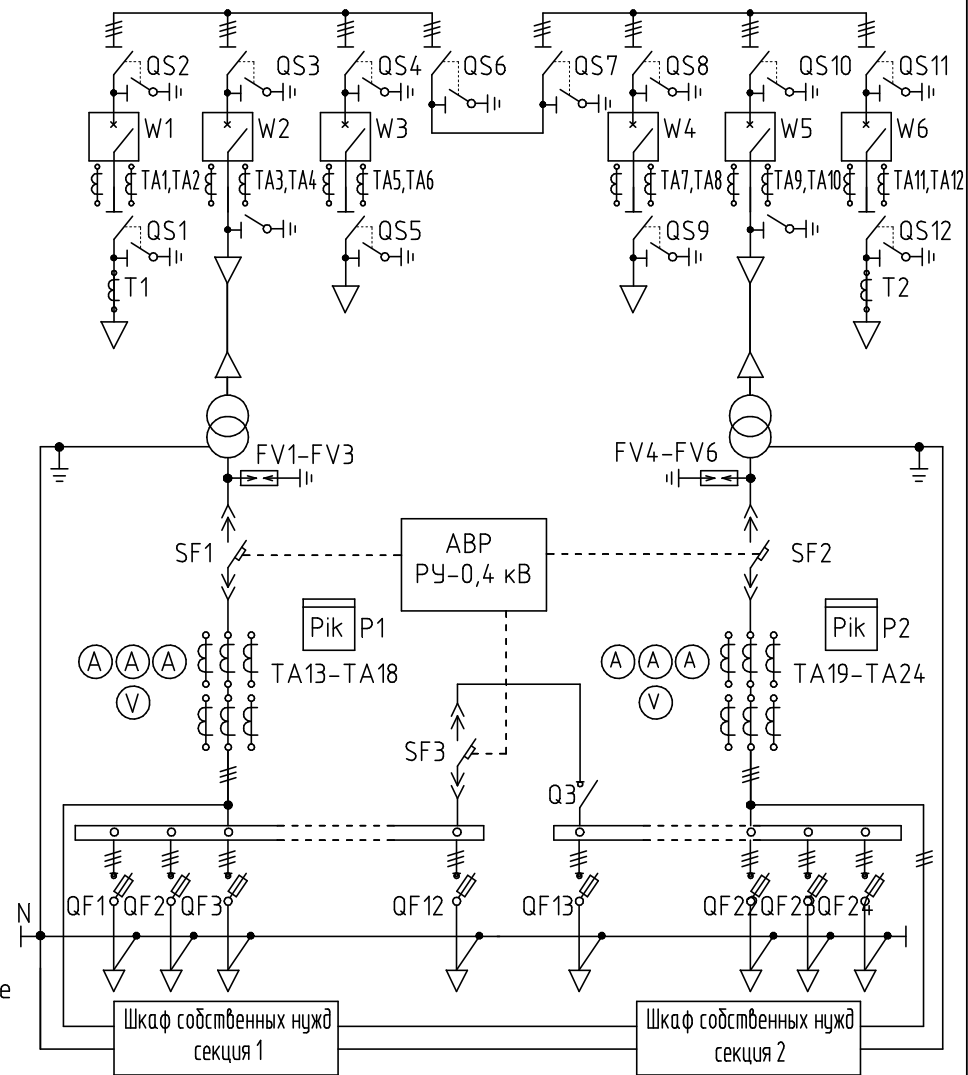 QS2 QS3 QS4 QS6 QS7 QS8 QS10 QS11
W1 W2 W3 W4 W5 W6
TA1,TA2 TA3,TA4 TA5,TA6 TA7,TA8 TA9,TA10 TA11,TA12
QS1 QS5 QS9 QS12
T1 T2
FV1-FV3 FV4-FV6
SF1 АВР SF2
РУ-0,4 кВ
Pik P1 Pik P2
A A A TA13-TA18 A A A TA19-TA24
V V
SF3
Q3
QF1 QF2 QF3 QF12 QF13 QF22 QF23 QF24
N
е
Шкаф собственных нужд Шкаф собственных нужд
секция 1 секция 2